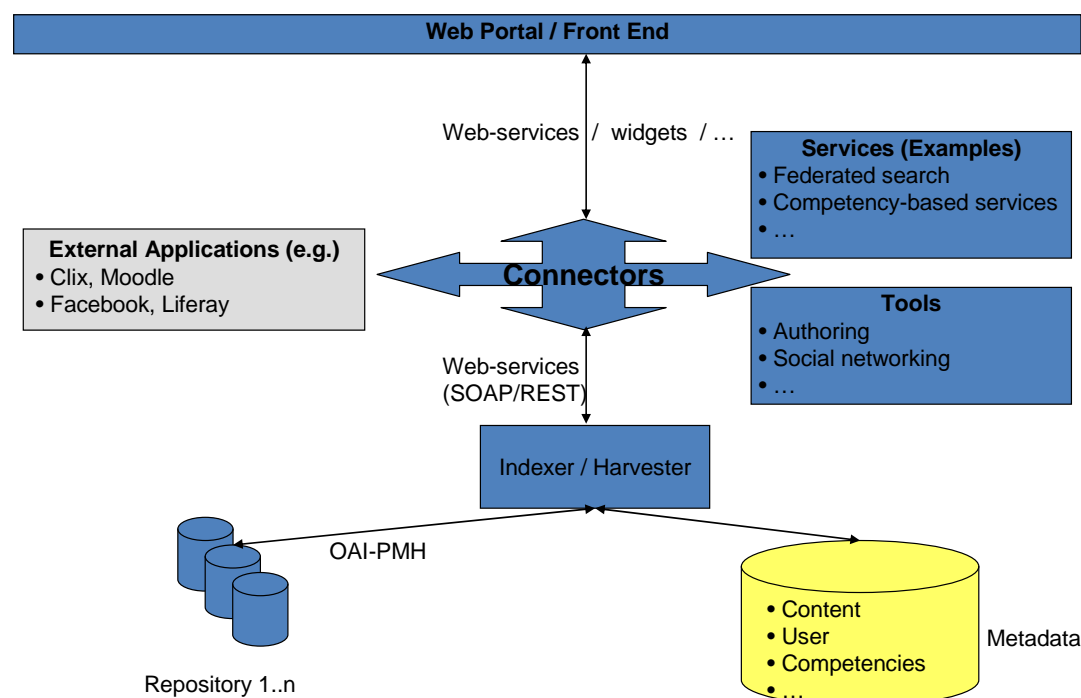 Web Portal / Front End
Web-services / widgets / …
Services (Examples)
• Federated search
• Competency-based services
• …
External Applications (e.g.)
• Clix, Moodle
• Facebook, Liferay
Connectors
Tools
• Authoring
• Social networking
• …
Web-services
(SOAP/REST)
Indexer / Harvester
OAI-PMH
• Content
• User
• Competencies
• …
Metadata
Repository 1..n